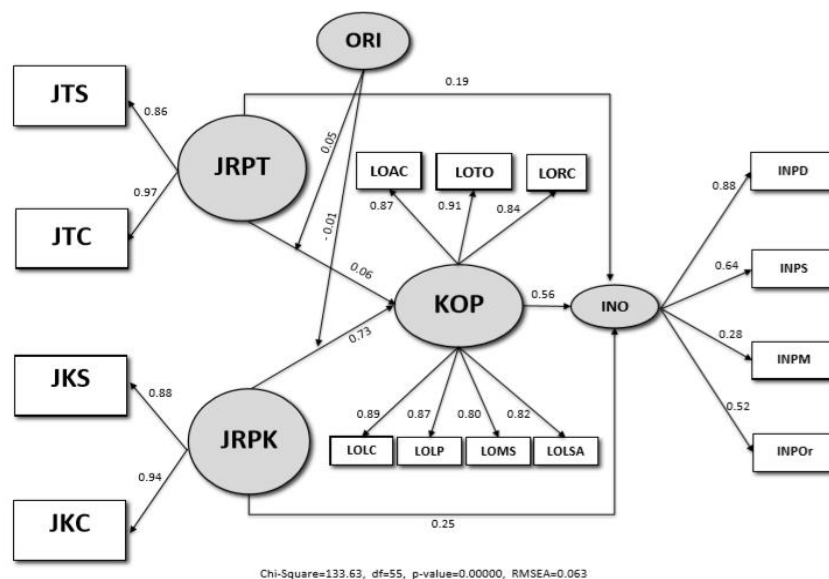 ORI
JTS
0.86
JRPT
0.19
0.97
JTC
0.05
- 0.01
0.06
LOAC
LOTO
LORC
0.87
0.91
0.84
KOP
0.56
INO
INPD
0.88
INPS
0.64
INPM
0.28
INPOr
0.52
0.73
JKS
0.88
JRPK
0.94
JKC
0.89
0.87
0.80
0.82
LOLC
LOLP
LOMS
LOLSA
0.25
Chi-Square=133.63, df=55, p-value=0.00000, RMSEA=0.063